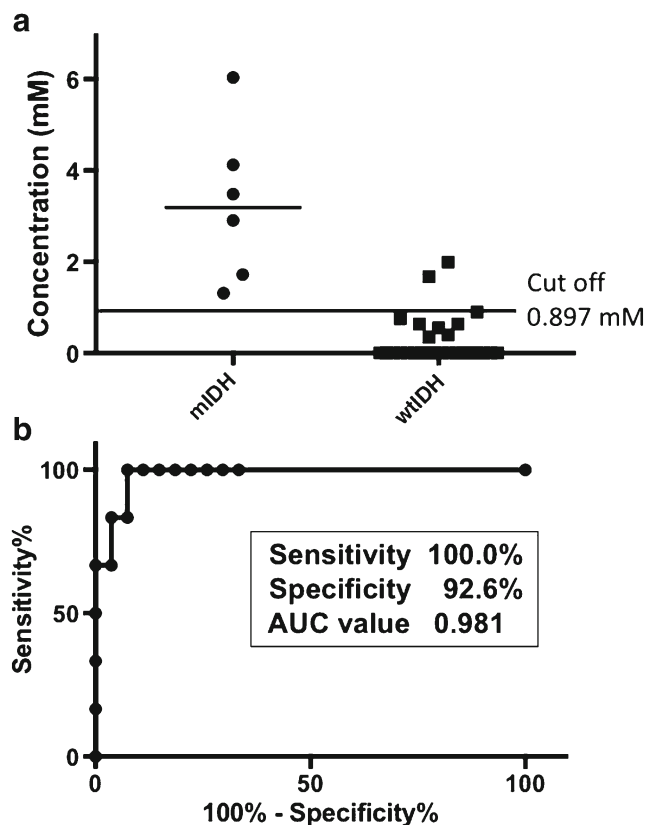 a
Concentration (mM)
6
4
2
0
Cut off
0.897 mM
mIDH
wtIDH
b
Sensitivity%
100
50
0
Sensitivity 100.0%
Specificity 92.6%
AUC value 0.981
0 50 100
100% - Specificity%